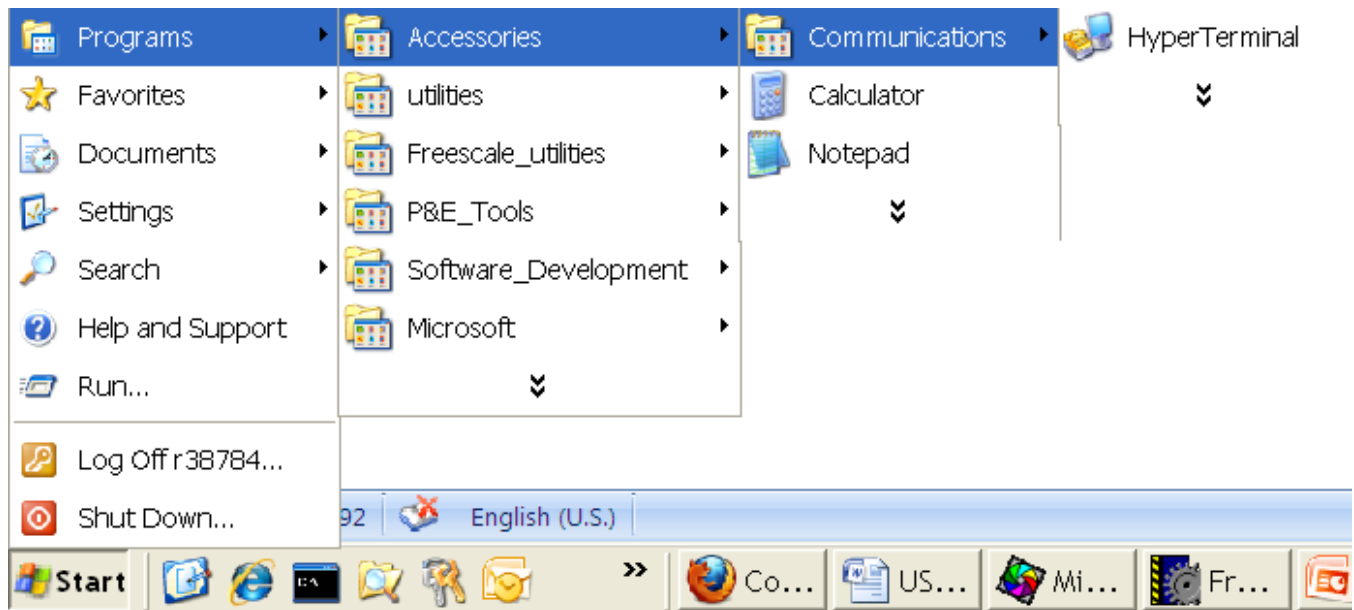 Programs
Accessories
Communications
HyperTerminal
Favorites
utilities
Calculator
Documents
Freescale_utilities
Notepad
Settings
P&E_Tools
Search
Software_Development
Help and Support
Microsoft
Run...
Log Off r38784...
Shut Down...
92
English (U.S.)
Start
C:\
Co...
US...
Mi...
Fr...